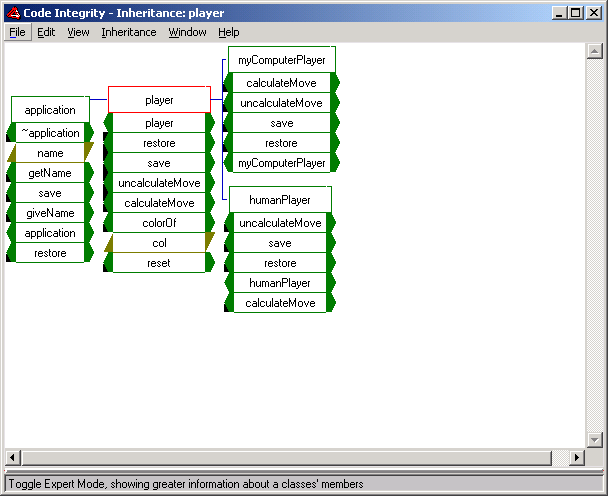 Code Integrity - Inheritance: player
File Edit View Inheritance Window Help
application
~application
name
getName
save
giveName
application
restore
player
player
restore
save
uncalculateMove
calculateMove
colorOf
col
reset
myComputerPlayer
calculateMove
uncalculateMove
save
restore
myComputerPlayer
humanPlayer
uncalculateMove
save
restore
humanPlayer
calculateMove
Toggle Expert Mode, showing greater information about a classes' members